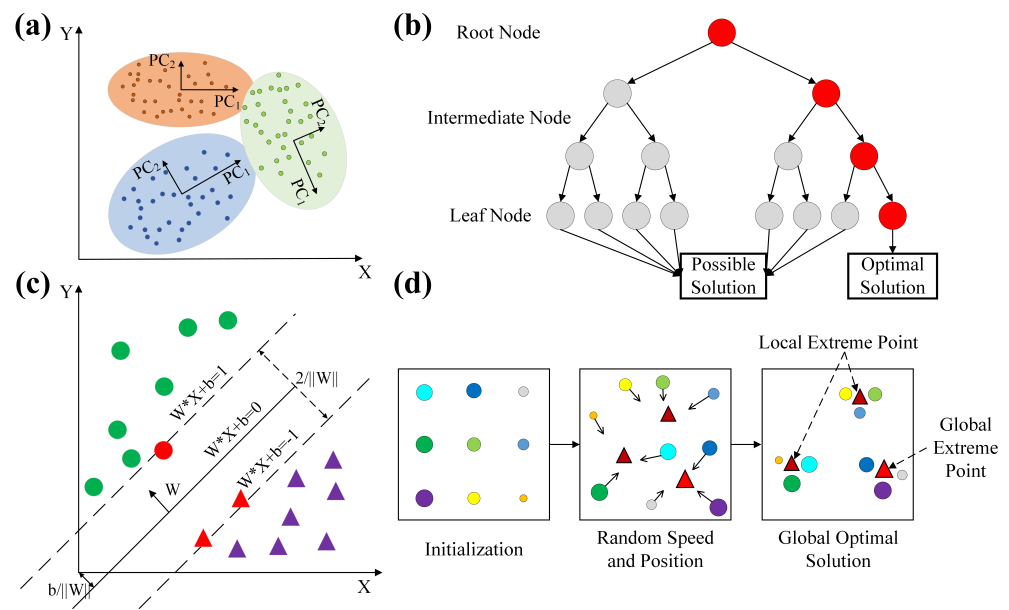 (a)
Y
PC2
PC1
PC2
PC1
PC2
PC1
X
(b)
Root Node
Intermediate Node
Leaf Node
Possible
Solution
Optimal
Solution
(c)
Y
W*X+b=1
2/||W||
W*X+b=0
W*X+b=-1
W
b/||W||
X
(d)
Local Extreme Point
Global
Extreme
Point
Initialization
Random Speed
and Position
Global Optimal
Solution